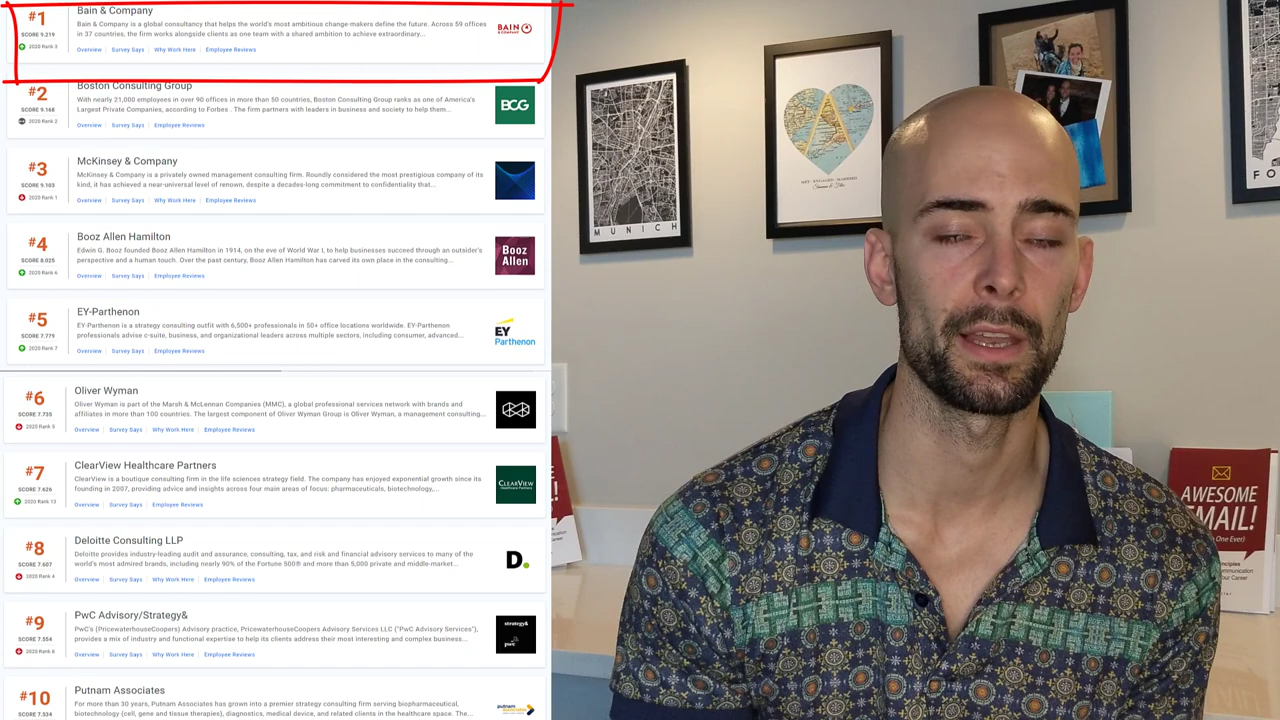 #1
SCORE 9.219
2020 Rank 3
Bain & Company
Bain & Company is a global consultancy that helps the world's most ambitious change-makers define the future. Across 59 offices
in 37 countries, the firm works alongside clients as one team with a shared ambition to achieve extraordinary...
Overview Survey Says Why Work Here Employee Reviews
BAIN
& COMPANY
#2
SCORE 9.168
2020 Rank 2
Boston Consulting Group
With nearly 21,000 employees in over 90 offices in more than 50 countries, Boston Consulting Group ranks as one of America's
Largest Private Companies, according to Forbes . The firm partners with leaders in business and society to help them...
Overview Survey Says Employee Reviews
BCG
#3
SCORE 9.103
2020 Rank 1
McKinsey & Company
McKinsey & Company is a privately owned management consulting firm. Roundly considered the most prestigious company of its
kind, it has achieved a near-universal level of renown, despite a decades-long commitment to confidentiality that...
Overview Survey Says Why Work Here Employee Reviews
#4
SCORE 8.025
2020 Rank 6
Booz Allen Hamilton
Edwin G. Booz founded Booz Allen Hamilton in 1914, on the eve of World War I, to help businesses succeed through an outsider's
perspective and a human touch. Over the past century, Booz Allen Hamilton has carved its own place in the consulting...
Overview Survey Says Employee Reviews
Booz
Allen
#5
SCORE 7.779
2020 Rank 7
EY-Parthenon
EY-Parthenon is a strategy consulting outfit with 6,500+ professionals in 50+ office locations worldwide. EY-Parthenon
professionals advise c-suite, business, and organizational leaders across multiple sectors, including consumer, advanced...
Overview Survey Says Employee Reviews
EY
Parthenon
#6
SCORE 7.735
2020 Rank 5
Oliver Wyman
Oliver Wyman is part of the Marsh & McLennan Companies (MMC), a global professional services network with brands and
affiliates in more than 100 countries. The largest component of Oliver Wyman Group is Oliver Wyman, a management consulting...
Overview Survey Says Why Work Here Employee Reviews
#7
SCORE 7.626
2020 Rank 13
ClearView Healthcare Partners
ClearView is a boutique consulting firm in the life sciences strategy field. The company has enjoyed exponential growth since its
founding in 2007, providing advice and insights across four main areas of focus: pharmaceuticals, biotechnology,...
Overview Survey Says Employee Reviews
CLEARVIEW
Healthcare Partners
#8
SCORE 7.607
2020 Rank 4
Deloitte Consulting LLP
Deloitte provides industry-leading audit and assurance, consulting, tax, and risk and financial advisory services to many of the
world's most admired brands, including nearly 90% of the Fortune 500® and more than 5,000 private and middle-market...
Overview Survey Says Why Work Here Employee Reviews
D.
#9
SCORE 7.554
2020 Rank 8
PwC Advisory/Strategy&
PwC's (PricewaterhouseCoopers) Advisory practice, PricewaterhouseCoopers Advisory Services LLC ("PwC Advisory Services"),
provides a mix of industry and functional expertise to help its clients address their most interesting and complex business...
Overview Survey Says Why Work Here Employee Reviews
strategy&
pwc
#10
SCORE 7.534
Putnam Associates
For more than 30 years, Putnam Associates has grown into a premier strategy consulting firm serving biopharmaceutical,
biotechnology (cell, gene and tissue therapies), diagnostics, medical device, and related clients in the healthcare space. The...
putnam
associates
MUNICH
AWESOME